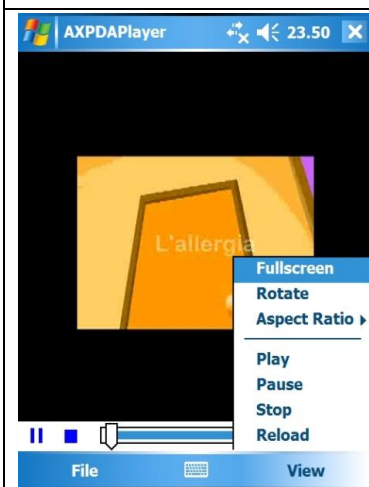 AXPDAPlayer 23.50
L'allergia
Fullscreen
Rotate
Aspect Ratio
Play
Pause
Stop
Reload
File View